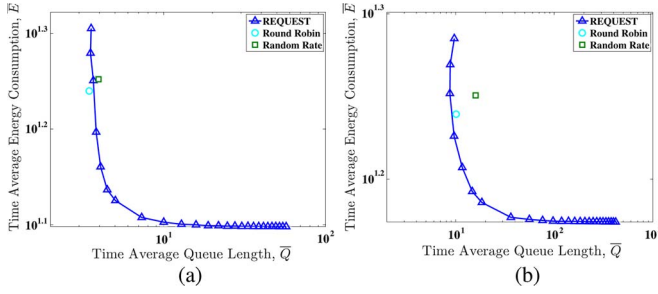 Time Average Energy Consumption, E̅
10^1.3
10^1.2
10^1.1
REQUEST
Round Robin
Random Rate
10^1
10^2
Time Average Queue Length, Q̅
(a)
Time Average Energy Consumption, E̅
10^1.3
10^1.2
REQUEST
Round Robin
Random Rate
10^1
10^2
10
Time Average Queue Length, Q̅
(b)